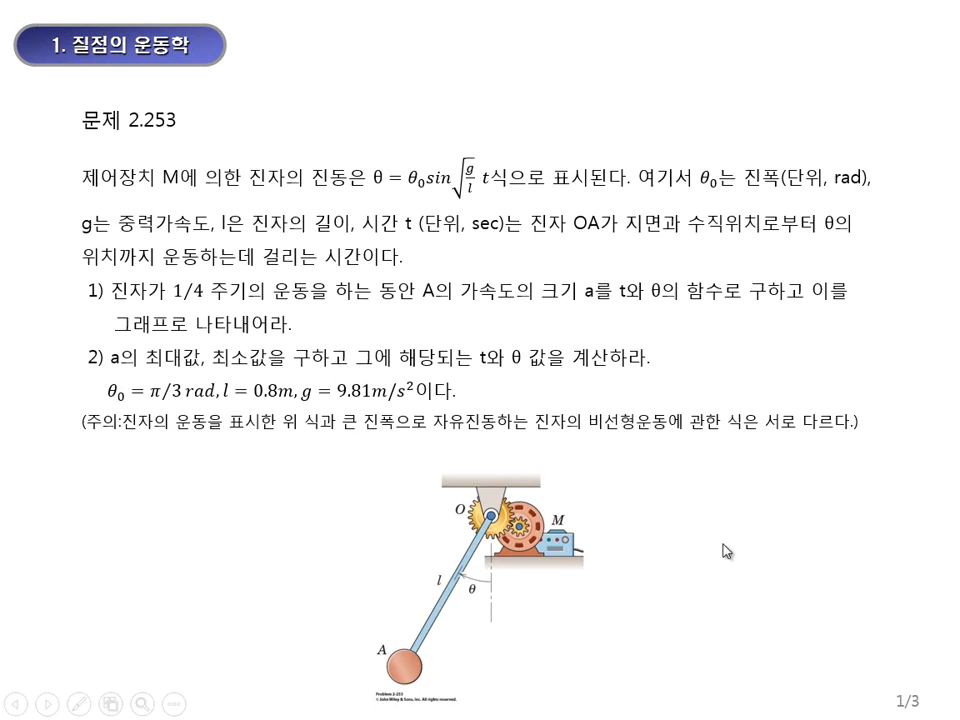 1. 질점의 운동학
문제 2.253
제어장치 M에 의한 진자의 진동은 θ = θ₀sin√(g/l) t식으로 표시된다. 여기서 θ₀는 진폭(단위, rad),
g는 중력가속도, l은 진자의 길이, 시간 t (단위, sec)는 진자 OA가 지면과 수직위치로부터 θ의
위치까지 운동하는데 걸리는 시간이다.
1) 진자가 1/4 주기의 운동을 하는 동안 A의 가속도의 크기 a를 t와 θ의 함수로 구하고 이를
그래프로 나타내어라.
2) a의 최대값, 최소값을 구하고 그에 해당되는 t와 θ 값을 계산하라.
θ₀ = π/3 rad, l = 0.8m, g = 9.81m/s²이다.
(주의:진자의 운동을 표시한 위 식과 큰 진폭으로 자유진동하는 진자의 비선형운동에 관한 식은 서로 다르다.)
O
M
l
θ
A
Problem 2-253
© John Wiley & Sons, Inc. All rights reserved.
1/3